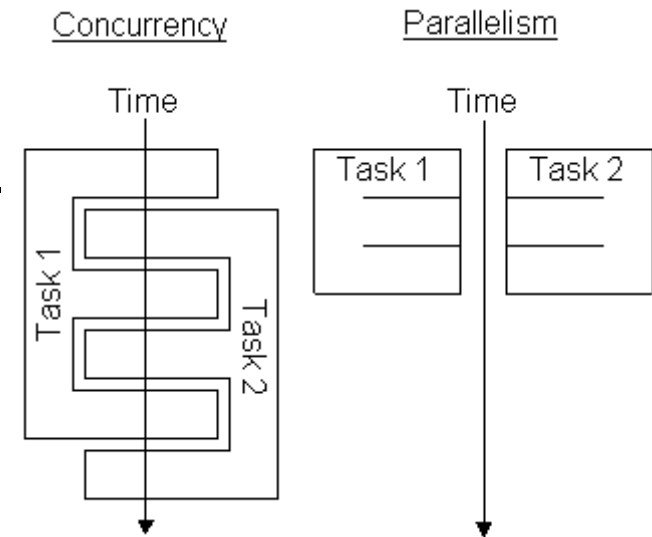 Concurrency
Parallelism
Time
Time
Task 1
Task 2
Task 1
Task 2